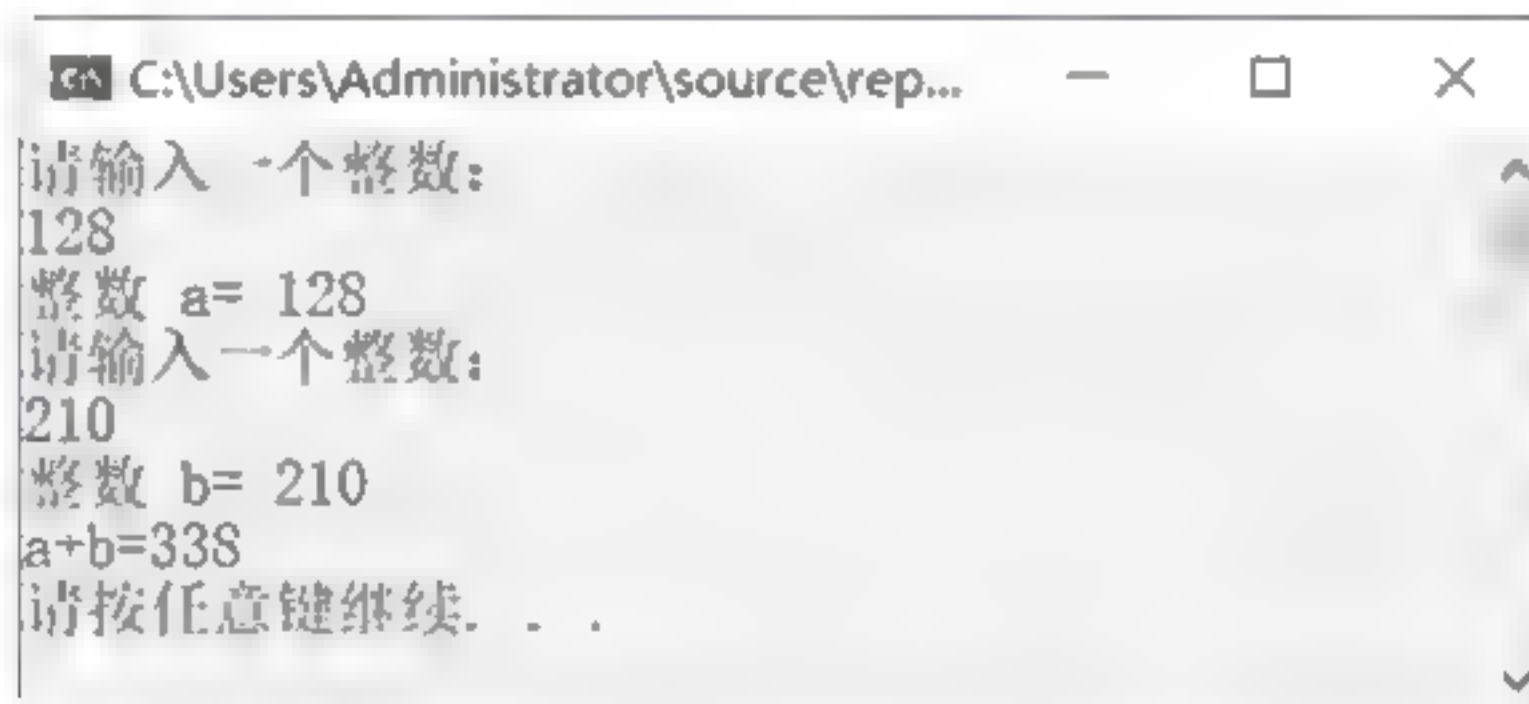 C:\Users\Administrator\source\rep...
请输入一个整数:
128
整数 a= 128
请输入一个整数:
210
整数 b= 210
a+b=338
请按任意键继续. . .